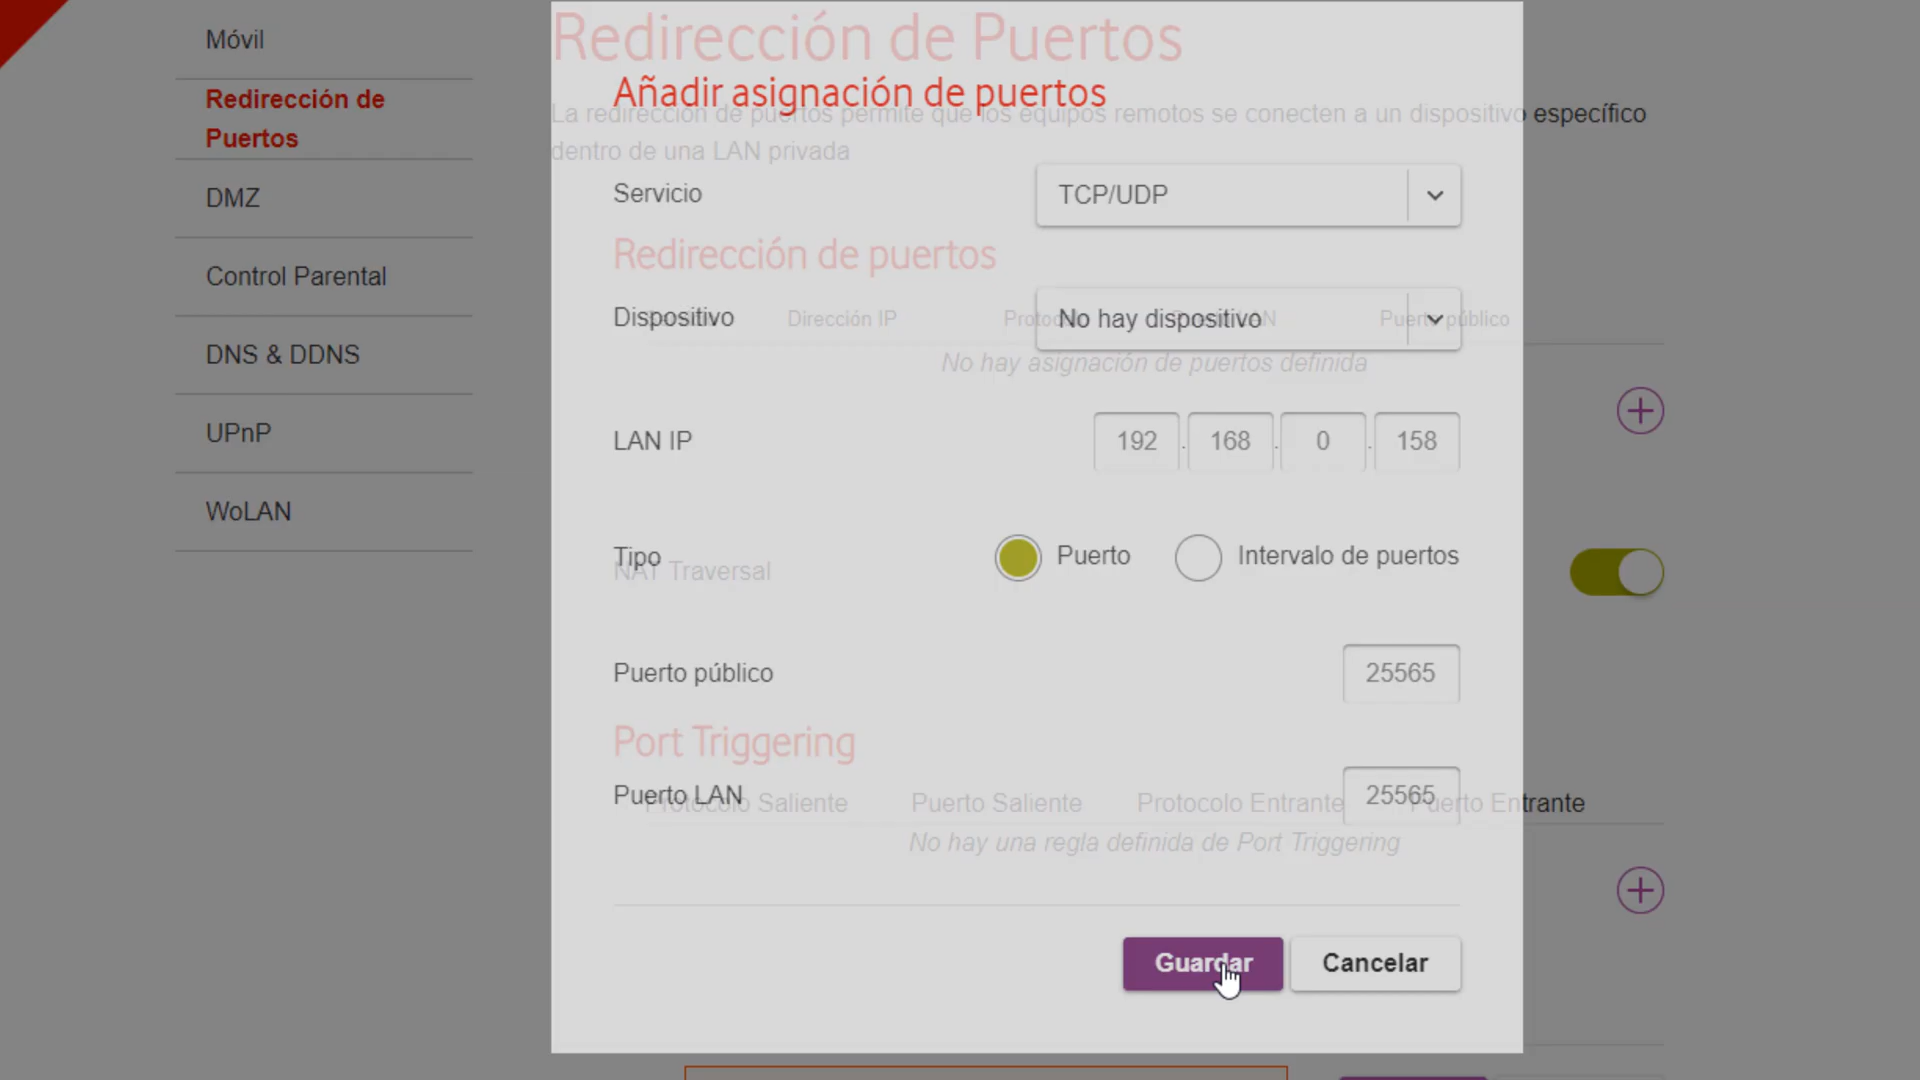 Móvil
Redirección de
Puertos
DMZ
Control Parental
DNS & DDNS
UPnP
WoLAN
Redirección de Puertos
Añadir asignación de puertos
La redirección de puertos permite que los equipos remotos se conecten a un dispositivo específico
dentro de una LAN privada
Servicio
TCP/UDP
Redirección de puertos
Dispositivo
No hay dispositivo
Dirección IP
Puerto público
No hay asignación de puertos definida
LAN IP
192 . 168 . 0 . 158
Tipo
Puerto
Intervalo de puertos
NAT Traversal
Puerto público
25565
Port Triggering
Puerto LAN
25565
Protocolo Saliente
Puerto Saliente
Protocolo Entrante
Puerto Entrante
No hay una regla definida de Port Triggering
Guardar
Cancelar